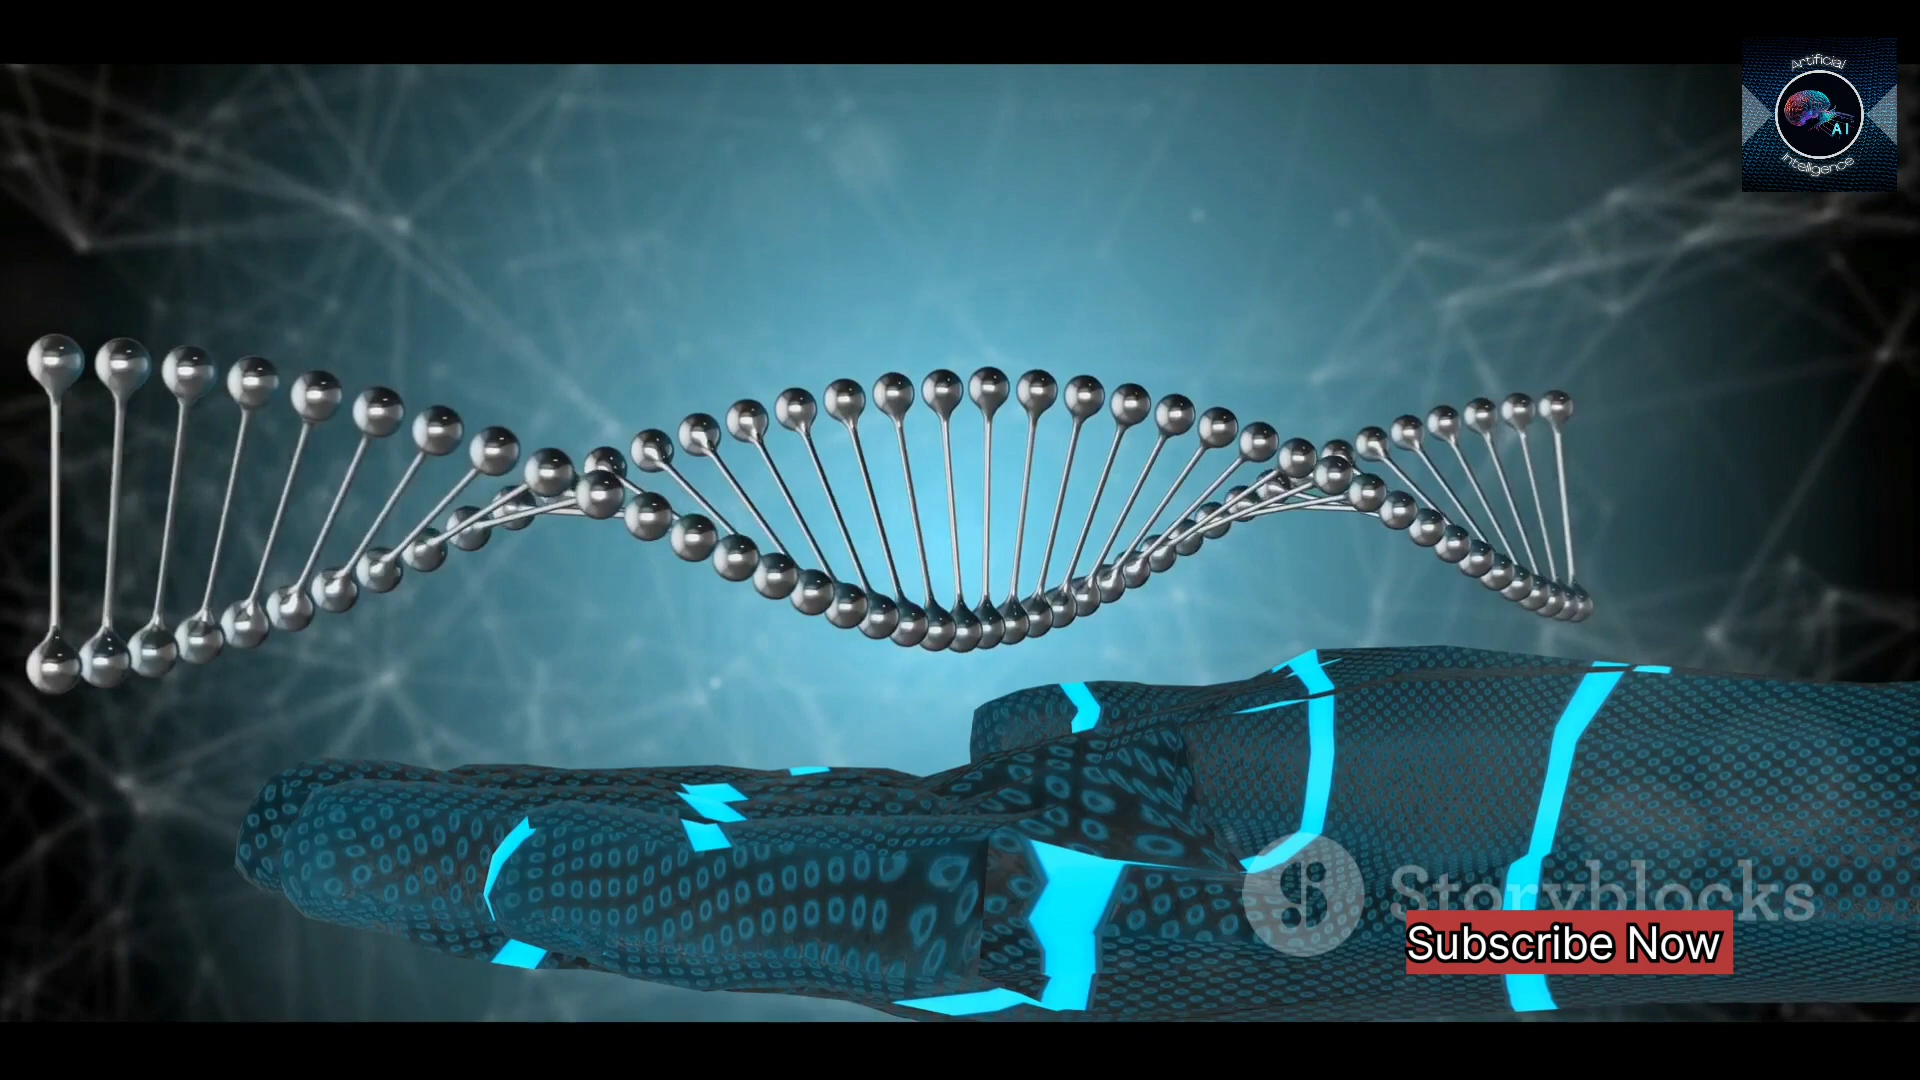 Artificial
AI
Intelligence
Storyblocks
Subscribe Now